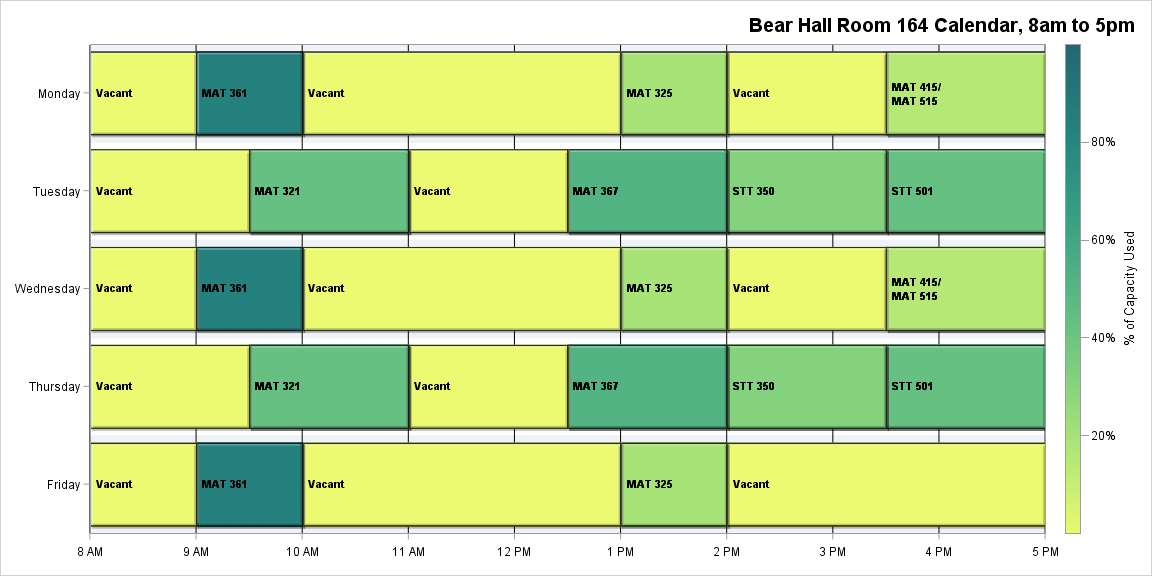 Bear Hall Room 164 Calendar, 8am to 5pm
Monday
Vacant
MAT 361
Vacant
MAT 325
Vacant
MAT 415/
MAT 515
Tuesday
Vacant
MAT 321
Vacant
MAT 367
STT 350
STT 501
Wednesday
Vacant
MAT 361
Vacant
MAT 325
Vacant
MAT 415/
MAT 515
Thursday
Vacant
MAT 321
Vacant
MAT 367
STT 350
STT 501
Friday
Vacant
MAT 361
Vacant
MAT 325
Vacant
8 AM
9 AM
10 AM
11 AM
12 PM
1 PM
2 PM
3 PM
4 PM
5 PM
80%
60%
40%
20%
% of Capacity Used